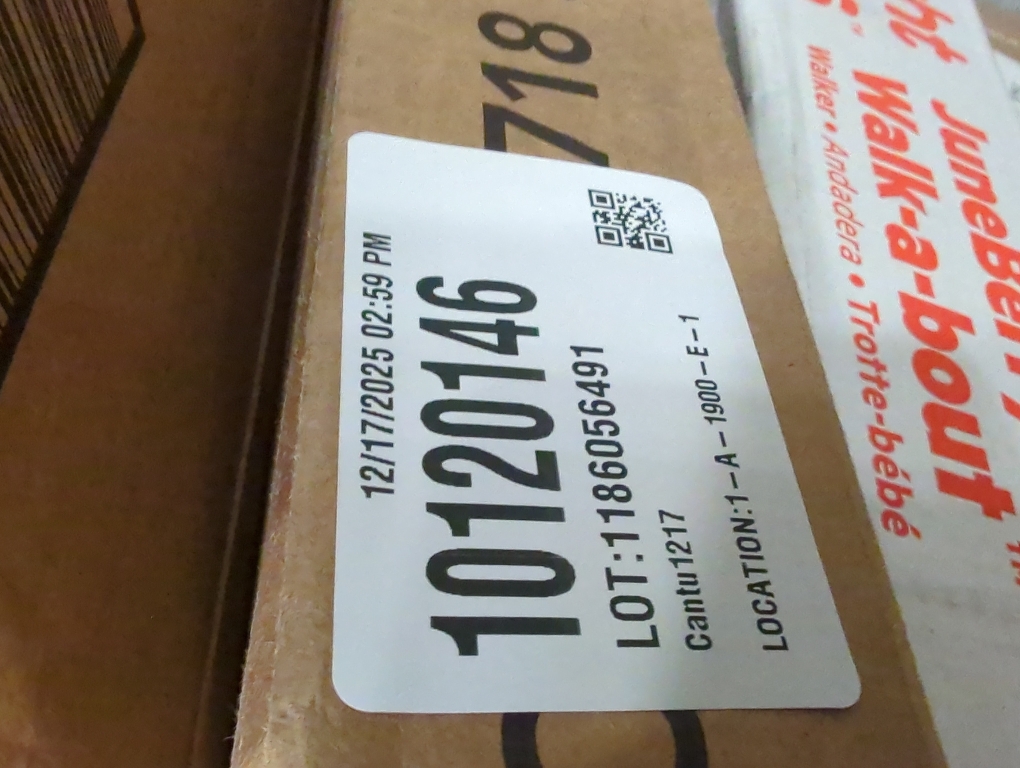 718
12/17/2025 02:59 PM
10120146
LOT:1186056491
Cantu1217
LOCATION:1-A-1900-E-1
Walker • Andadera • Trotte-bébé
Walk-a-bout
JuneBerry